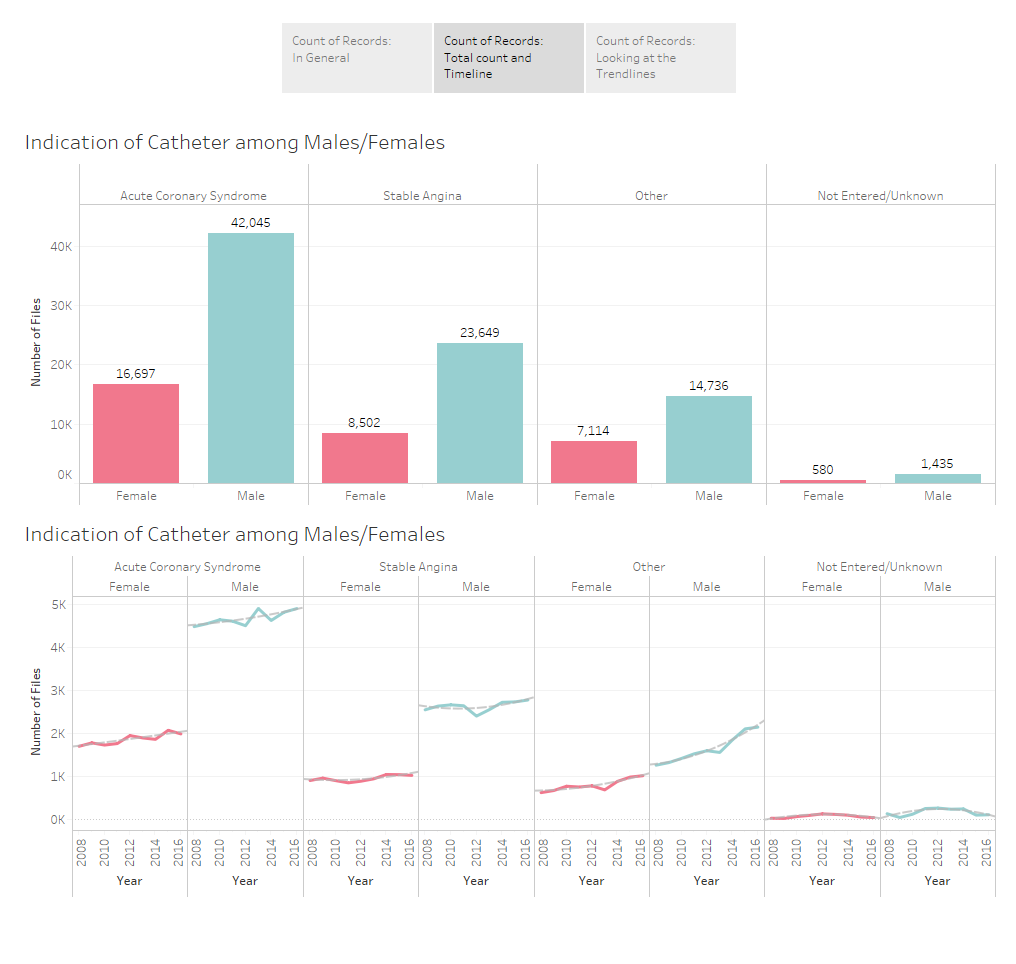 Count of Records:
In General
Count of Records:
Total count and
Timeline
Count of Records:
Looking at the
Trendlines
Indication of Catheter among Males/Females
Acute Coronary Syndrome
Stable Angina
Other
Not Entered/Unknown
Number of Files
40K
30K
20K
10K
0K
16,697
42,045
8,502
23,649
7,114
14,736
580
1,435
Female
Male
Female
Male
Female
Male
Female
Male
Indication of Catheter among Males/Females
Acute Coronary Syndrome
Stable Angina
Other
Not Entered/Unknown
Female
Male
Female
Male
Female
Male
Female
Male
Number of Files
5K
4K
3K
2K
1K
0K
2008
2010
2012
2014
2016
2008
2010
2012
2014
2016
2008
2010
2012
2014
2016
2008
2010
2012
2014
2016
2008
2010
2012
2014
2016
2008
2010
2012
2014
2016
2008
2010
2012
2014
2016
2008
2010
2012
2014
2016
Year
Year
Year
Year
Year
Year
Year
Year